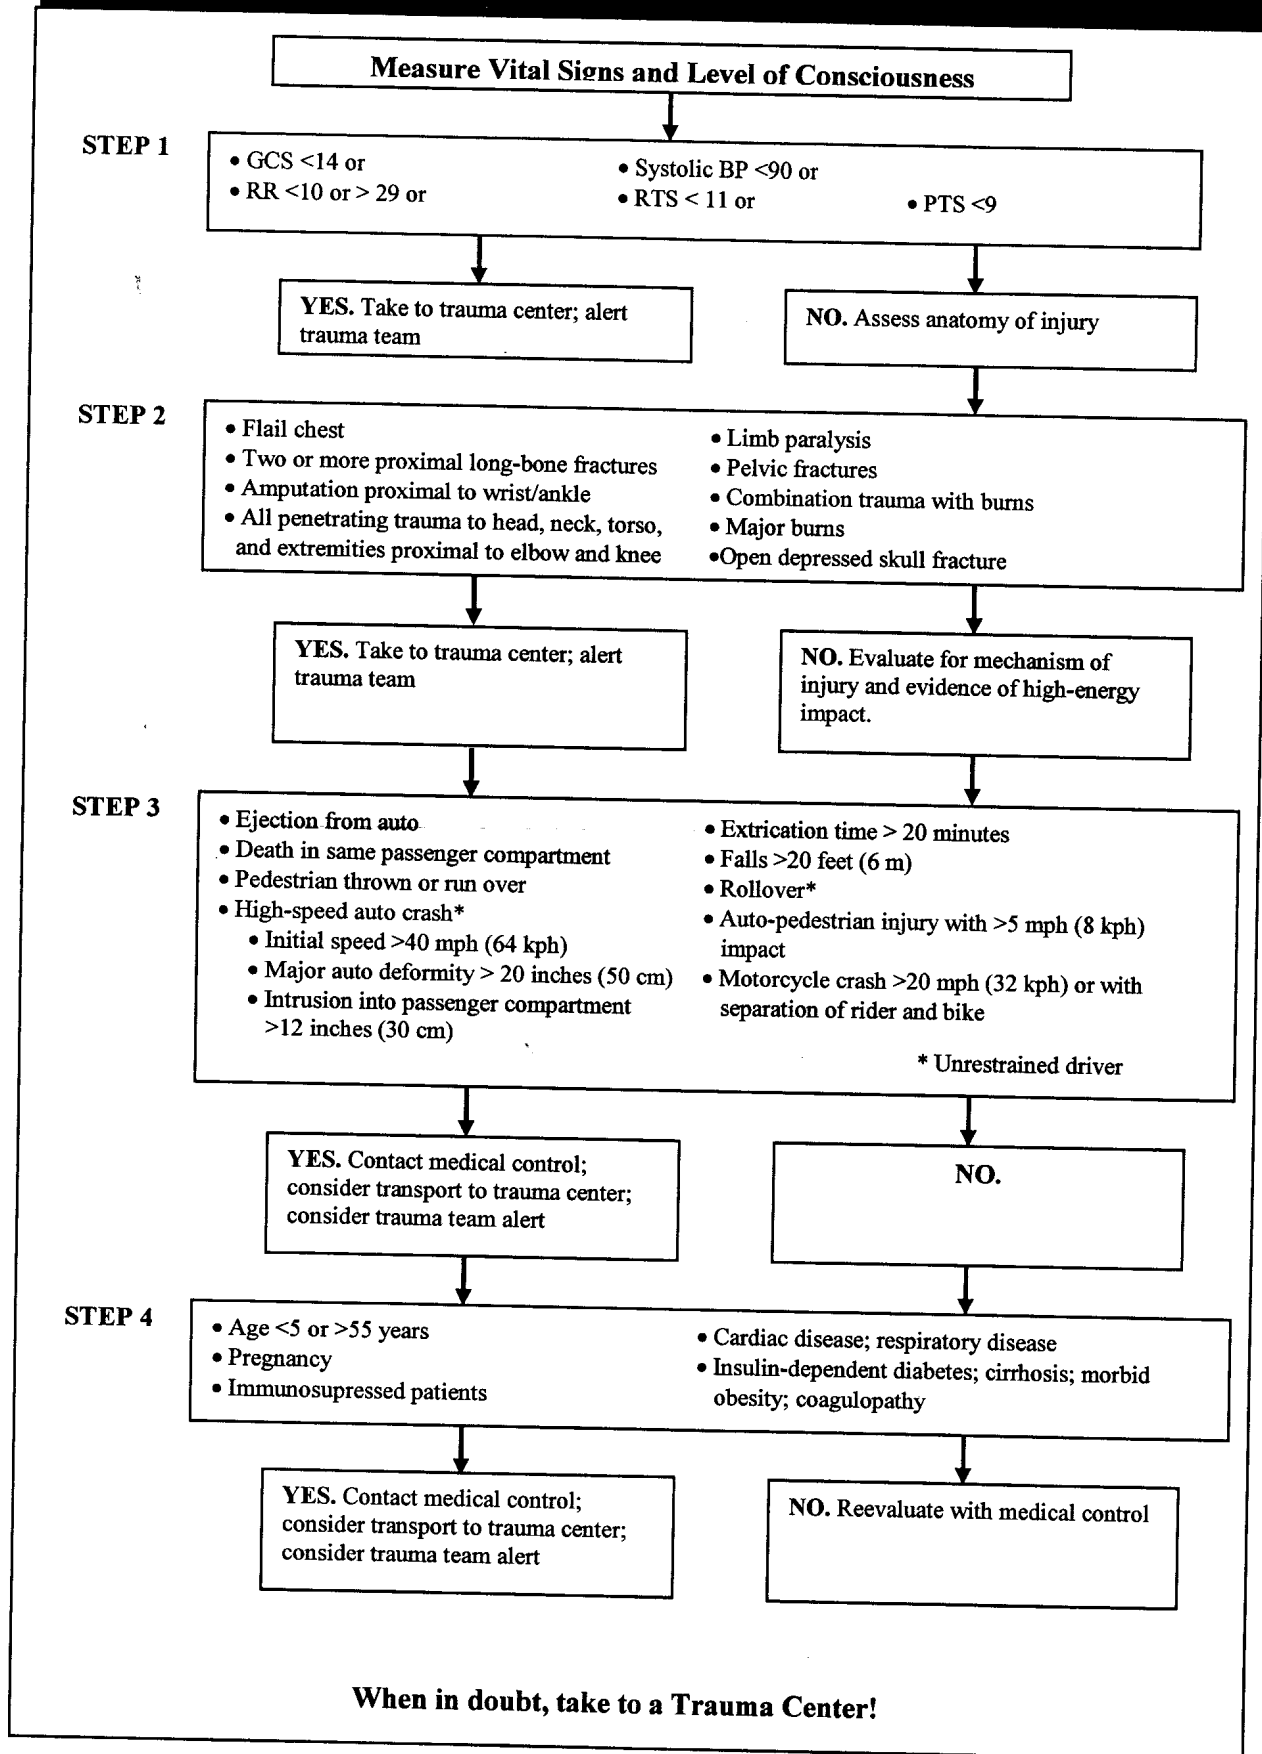 Measure Vital Signs and Level of Consciousness
STEP 1
• GCS <14 or
• RR <10 or > 29 or
• Systolic BP <90 or
• RTS < 11 or
• PTS <9
YES. Take to trauma center; alert
trauma team
NO. Assess anatomy of injury
STEP 2
• Flail chest
• Two or more proximal long-bone fractures
• Amputation proximal to wrist/ankle
• All penetrating trauma to head, neck, torso,
and extremities proximal to elbow and knee
• Limb paralysis
• Pelvic fractures
• Combination trauma with burns
• Major burns
•Open depressed skull fracture
YES. Take to trauma center; alert
trauma team
NO. Evaluate for mechanism of
injury and evidence of high-energy
impact.
STEP 3
• Ejection from auto
• Death in same passenger compartment
• Pedestrian thrown or run over
• High-speed auto crash*
• Initial speed >40 mph (64 kph)
• Major auto deformity > 20 inches (50 cm)
• Intrusion into passenger compartment
>12 inches (30 cm)
• Extrication time > 20 minutes
• Falls >20 feet (6 m)
• Rollover*
• Auto-pedestrian injury with >5 mph (8 kph)
impact
• Motorcycle crash >20 mph (32 kph) or with
separation of rider and bike
* Unrestrained driver
YES. Contact medical control;
consider transport to trauma center;
consider trauma team alert
NO.
STEP 4
• Age <5 or >55 years
• Pregnancy
• Immunosupressed patients
• Cardiac disease; respiratory disease
• Insulin-dependent diabetes; cirrhosis; morbid
obesity; coagulopathy
YES. Contact medical control;
consider transport to trauma center;
consider trauma team alert
NO. Reevaluate with medical control
When in doubt, take to a Trauma Center!